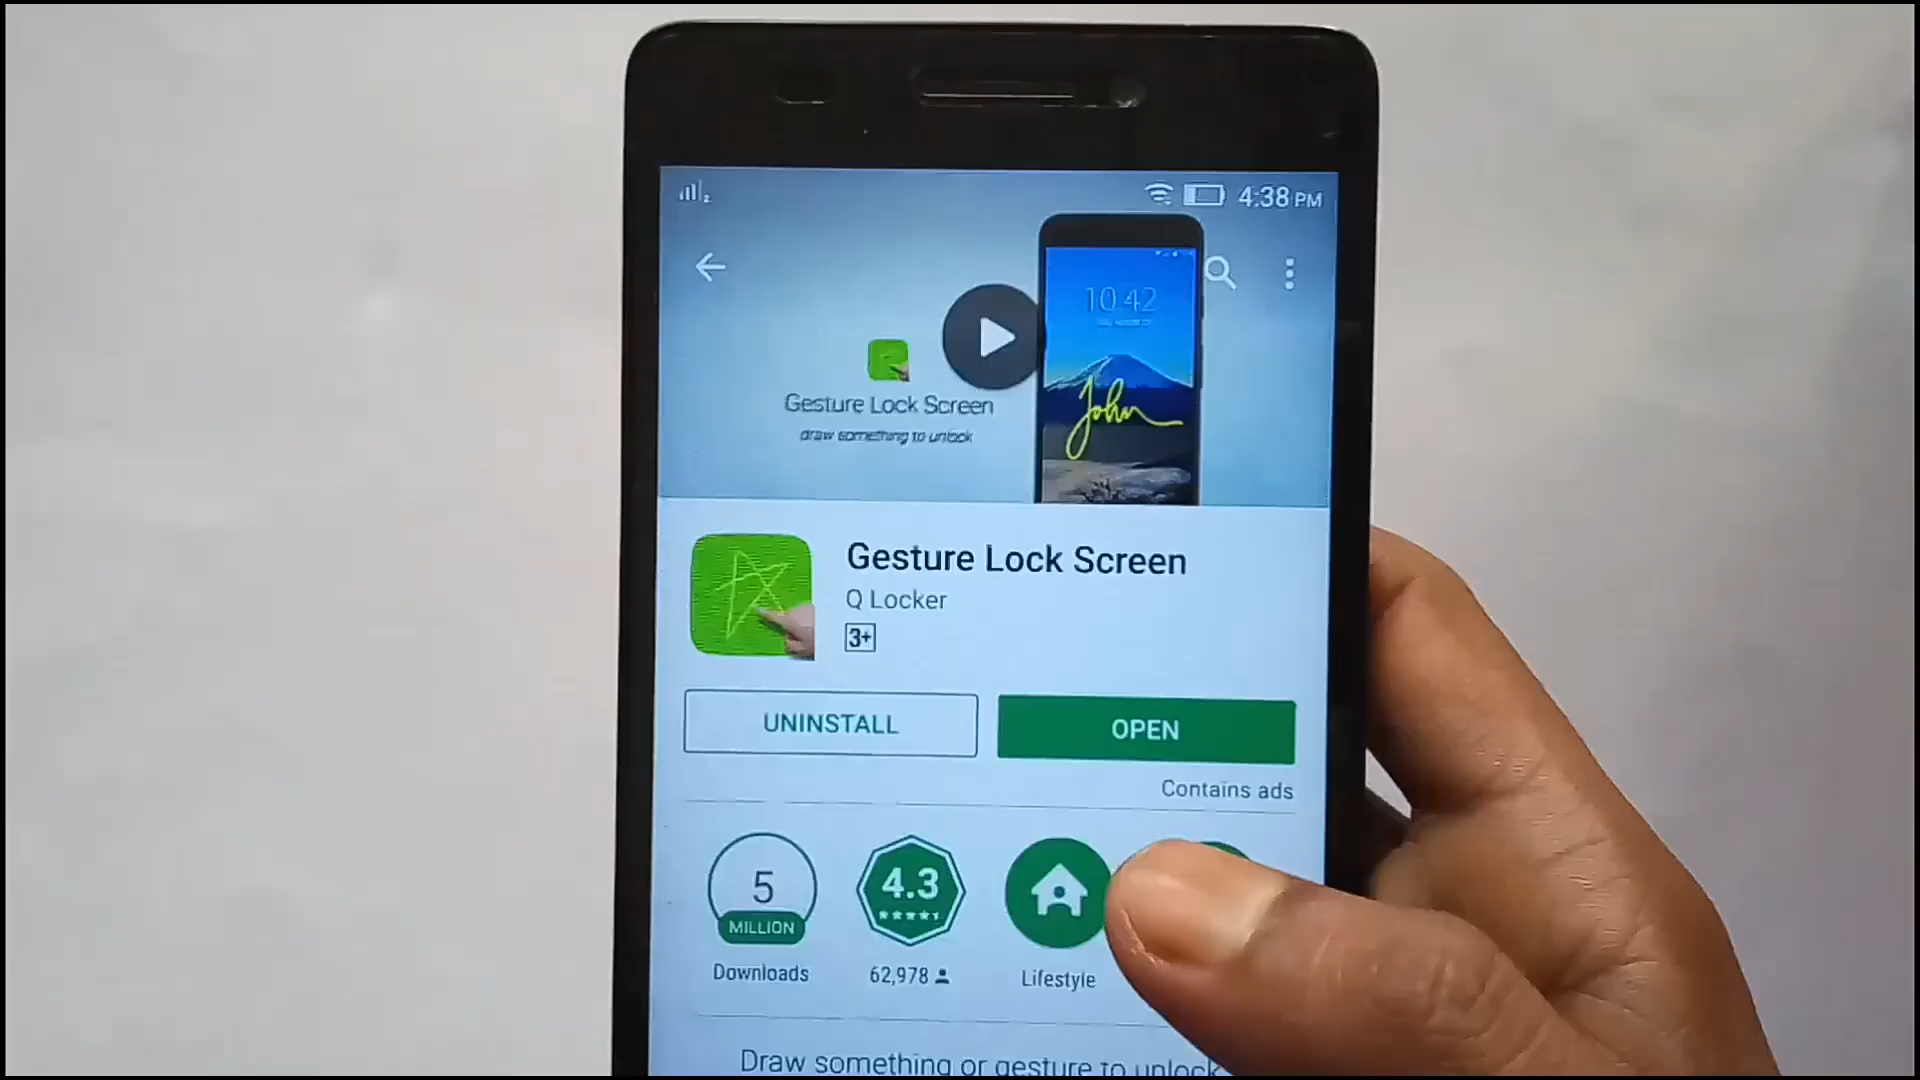 2 4:38 PM
10:42
Gesture Lock Screen
draw something to unlock
John
Gesture Lock Screen
Q Locker
3+
UNINSTALL OPEN
Contains ads
5 MILLION
4.3
Downloads 62,978 Lifestyle
Draw something or gesture to unlock